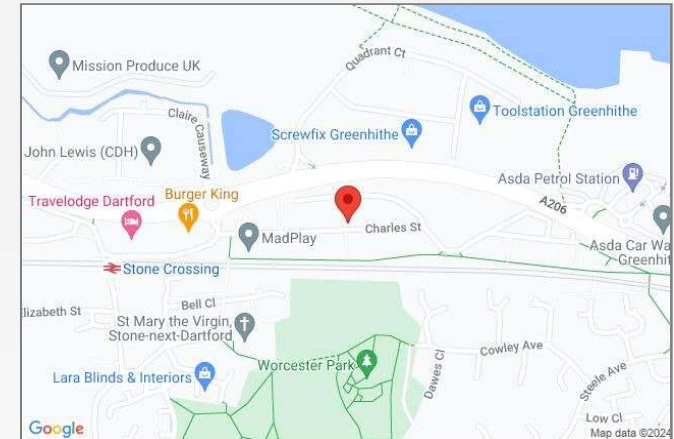 Mission Produce UK
Quadrant Ct
Claire Causeway
Toolstation Greenhithe
Screwfix Greenhithe
John Lewis (CDH)
Asda Petrol Station
Travelodge Dartford
Burger King
A206
MadPlay
Charles St
Asda Car Wa
Greenhit
Stone Crossing
Bell Cl
lizabeth St
St Mary the Virgin,
Stone-next-Dartford
Cowley Ave
Worcester Park
Dawes Cl
Steele Ave
Lara Blinds & Interiors
Low Cl
Google
Map data ©2024